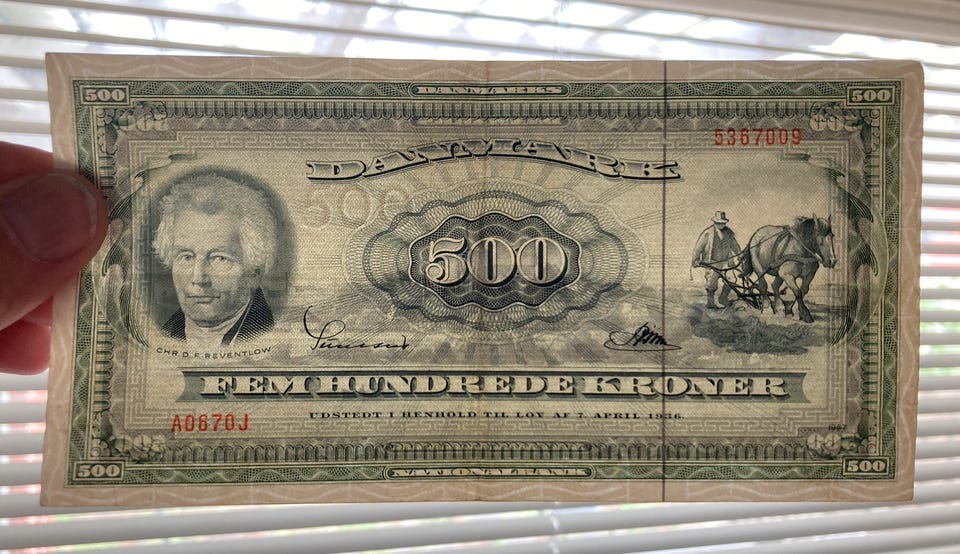 500
DANMARKS
500
5367009
DANMARK
500
500
CHR. D. F. REVENTLOW
FEM HUNDREDE KRONER
A0670J
UDSTEDT I HENHOLD TIL LOV AF 7. APRIL 1936.
500
NATIONALBANK
500